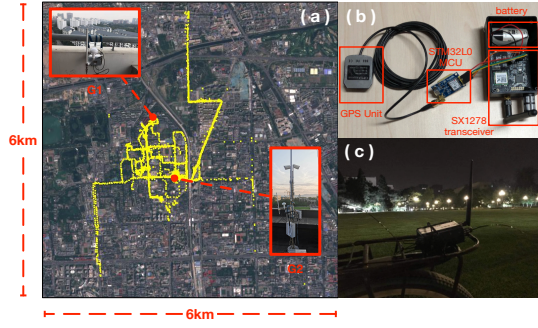 ( a )
G1
6km
G2
6km
( b )
battery
STM32L0
MCU
GPS Unit
SX1278
transceiver
( c )